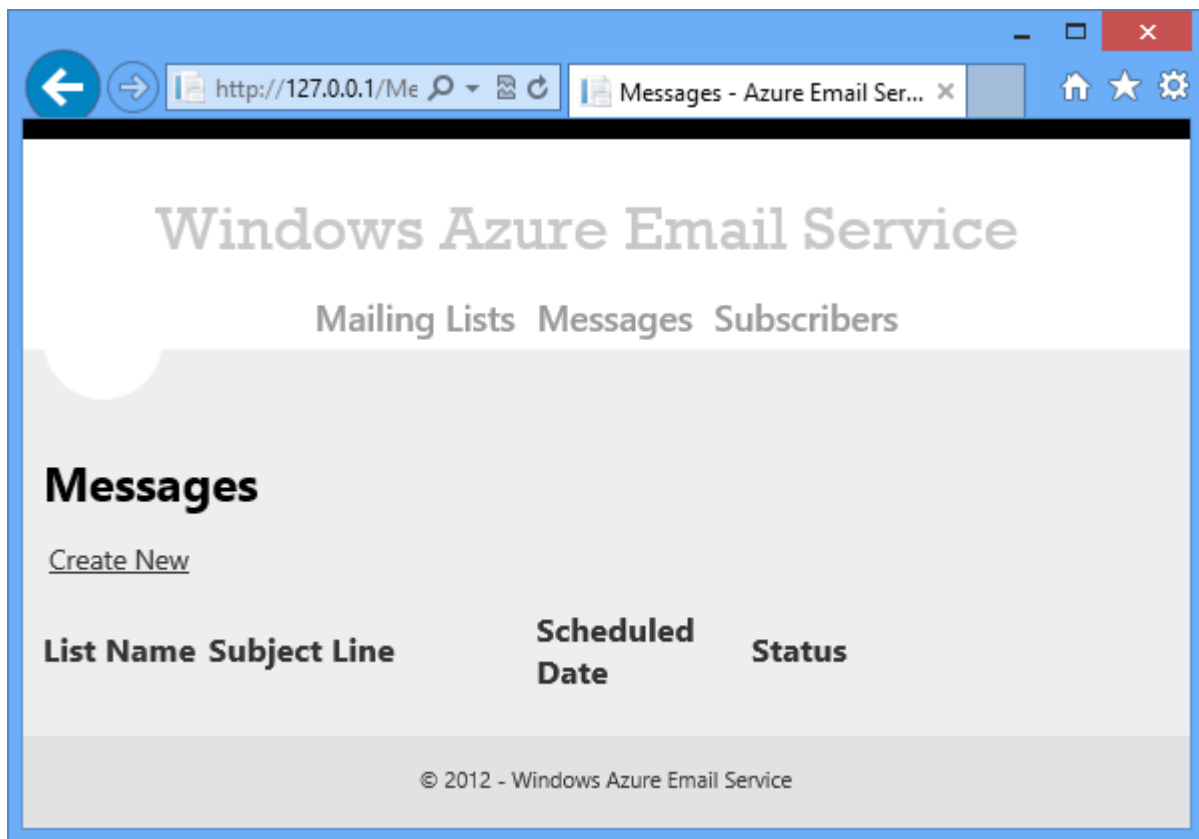 http://127.0.0.1/Me
Messages - Azure Email Ser...
Windows Azure Email Service
Mailing Lists Messages Subscribers
Messages
Create New
List Name Subject Line Scheduled Date Status
© 2012 - Windows Azure Email Service